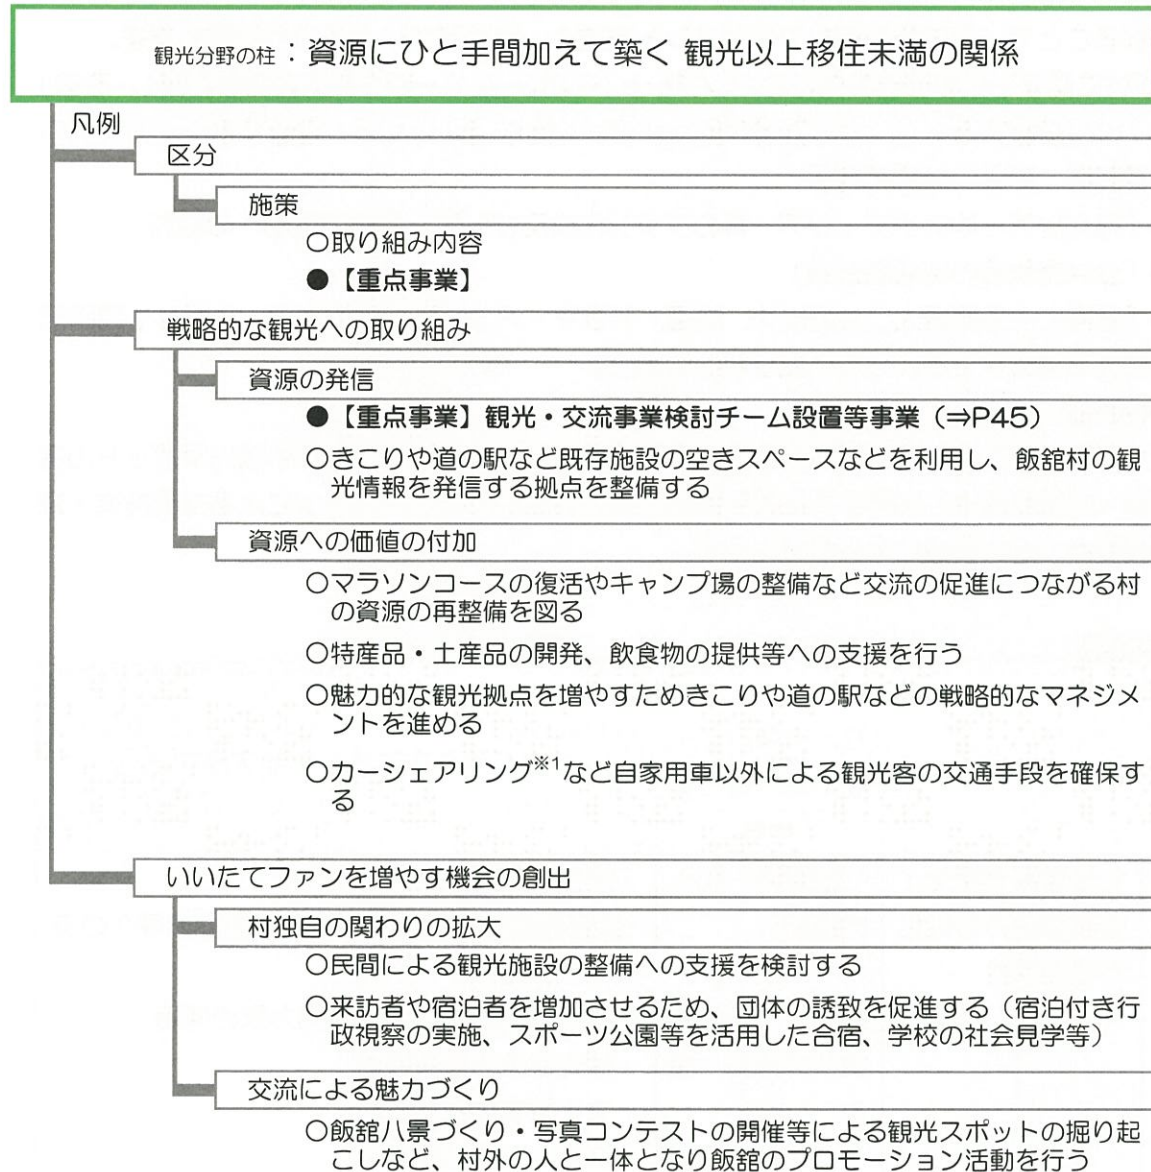 観光分野の柱：資源にひと手間加えて築く 観光以上移住未満の関係
凡例
区分
施策
○取り組み内容
●【重点事業】
戦略的な観光への取り組み
資源の発信
●【重点事業】観光・交流事業検討チーム設置等事業（⇒P45）
○きこりや道の駅など既存施設の空きスペースなどを利用し、飯舘村の観
光情報を発信する拠点を整備する
資源への価値の付加
○マラソンコースの復活やキャンプ場の整備など交流の促進につながる村
の資源の再整備を図る
○特産品・土産品の開発、飲食物の提供等への支援を行う
○魅力的な観光拠点を増やすためきこりや道の駅などの戦略的なマネジメ
ントを進める
○カーシェアリング※1など自家用車以外による観光客の交通手段を確保す
る
いいたてファンを増やす機会の創出
村独自の関わりの拡大
○民間による観光施設の整備への支援を検討する
○来訪者や宿泊者を増加させるため、団体の誘致を促進する（宿泊付き行
政視察の実施、スポーツ公園等を活用した合宿、学校の社会見学等）
交流による魅力づくり
○飯舘八景づくり・写真コンテストの開催等による観光スポットの掘り起
こしなど、村外の人と一体となり飯舘のプロモーション活動を行う